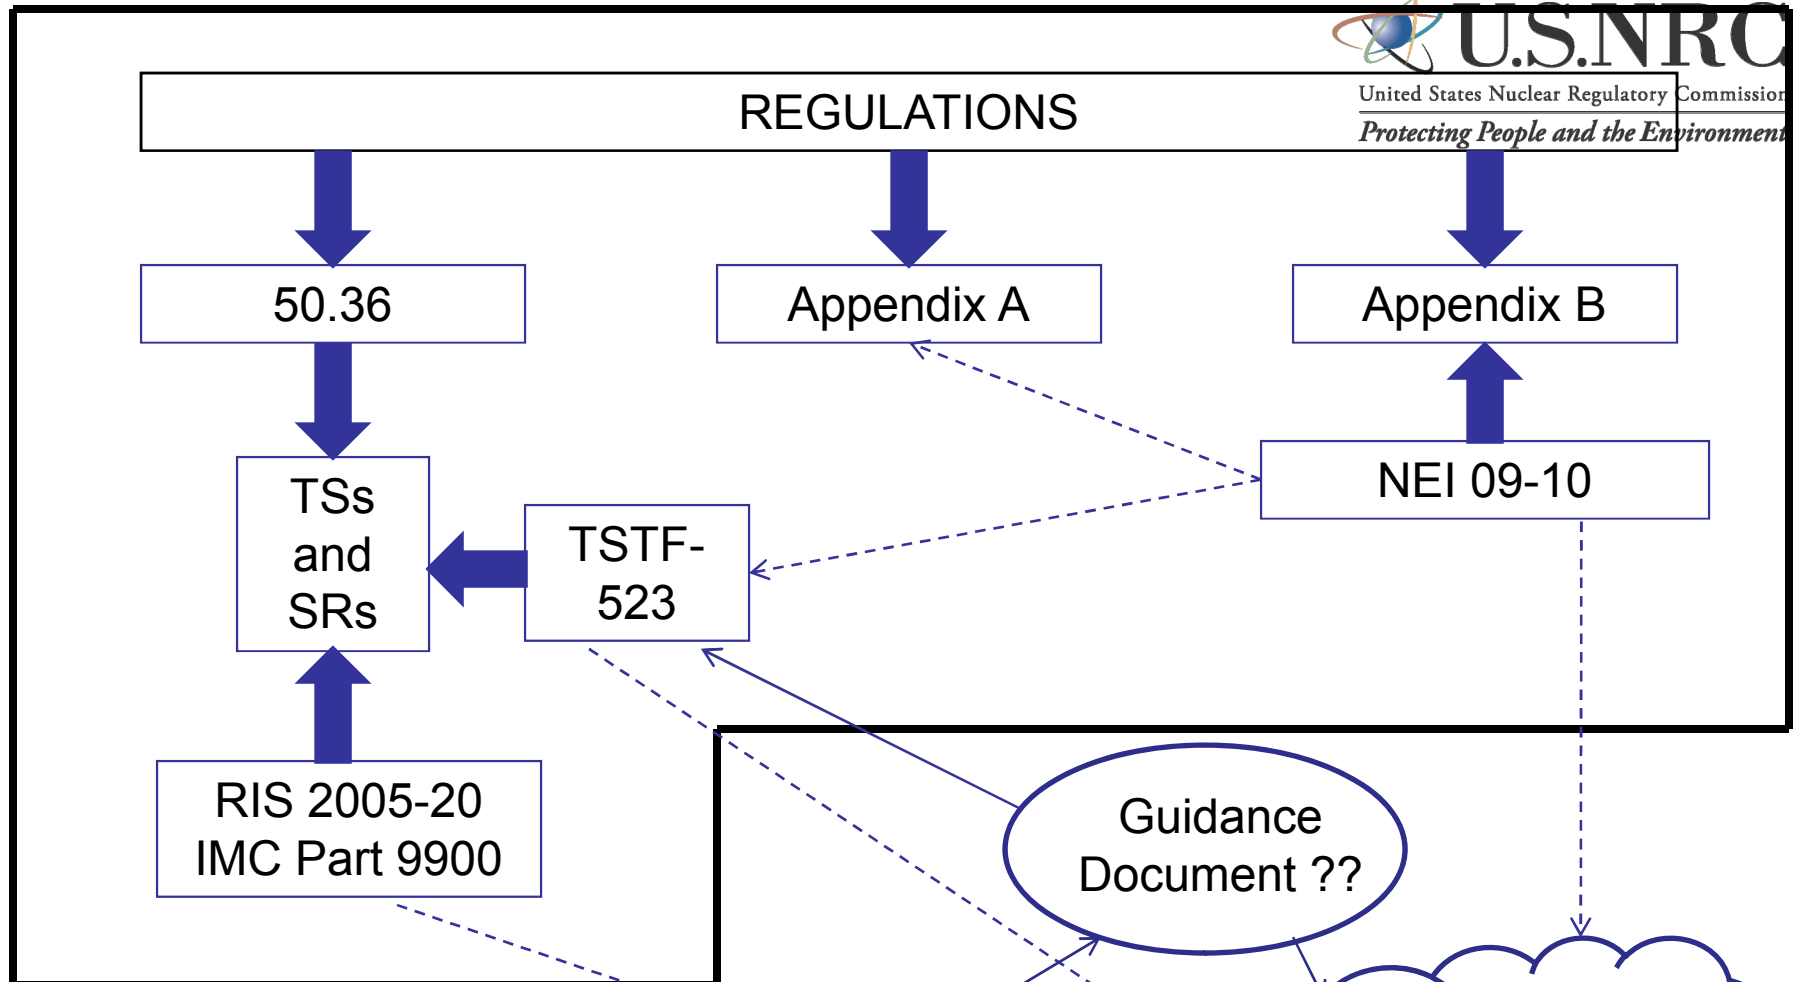 U.S.NRC
United States Nuclear Regulatory Commission
Protecting People and the Environment
REGULATIONS
50.36
Appendix A
Appendix B
NEI 09-10
TSs
and
SRs
TSTF-
523
RIS 2005-20
IMC Part 9900
Guidance
Document ??